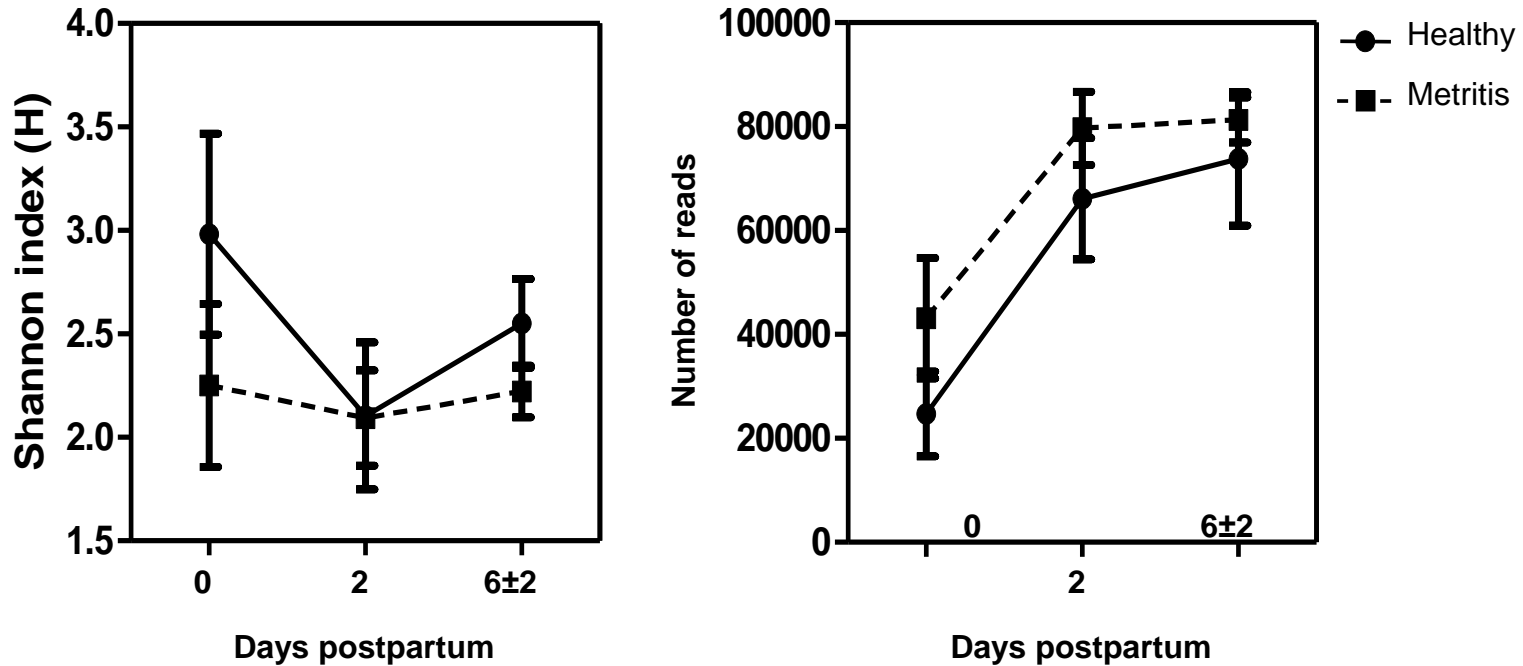 Shannon index (H)
4.0
3.5
3.0
2.5
2.0
1.5
0 2 6±2
Days postpartum
Number of reads
100000
80000
60000
40000
20000
0
0 6±2
2
Days postpartum
Healthy
Metritis